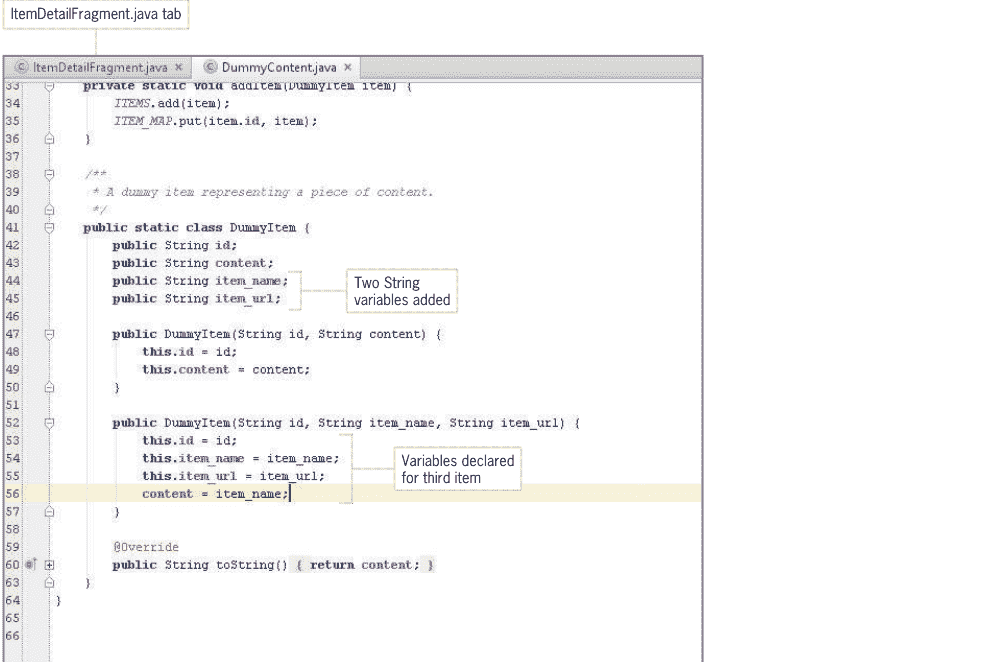 ItemDetailFragment.java tab
ItemDetailFragment.java × DummyContent.java ×
33 private static void addItem(DummyItem item) {
34 ITEMS.add(item);
35 ITEM_MAP.put(item.id, item);
36 }
37
38 /**
39 * A dummy item representing a piece of content.
40 */
41 public static class DummyItem {
42 public String id;
43 public String content;
44 public String item_name;
45 public String item_url;
Two String
variables added
46
47 public DummyItem(String id, String content) {
48 this.id = id;
49 this.content = content;
50 }
51
52 public DummyItem(String id, String item_name, String item_url) {
53 this.id = id;
54 this.item_name = item_name;
55 this.item_url = item_url;
56 content = item_name;
Variables declared
for third item
57 }
58
59 @Override
60 public String toString() { return content; }
63 }
64 }
65
66